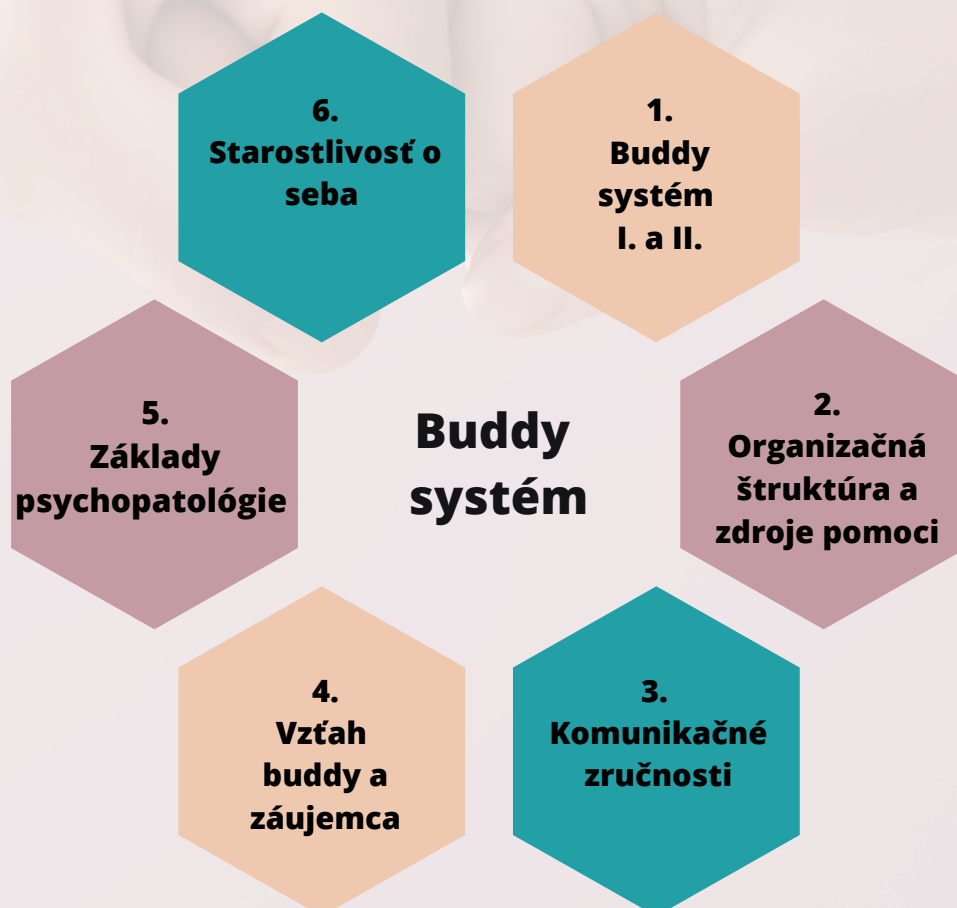 Buddy
systém
1.
Buddy
systém
I. a II.
2.
Organizačná
štruktúra a
zdroje pomoci
3.
Komunikačné
zručnosti
4.
Vzťah
buddy a
záujemca
5.
Základy
psychopatológie
6.
Starostlivosť o
seba